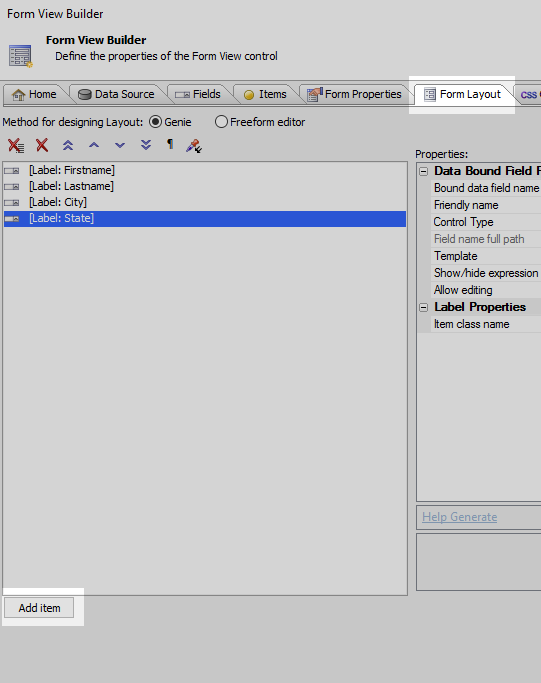 Form View Builder
Form View Builder
Define the properties of the Form View control
Home Data Source Fields Items Form Properties Form Layout css
Method for designing Layout: Genie Freeform editor
Properties:
[Label: Firstname]
[Label: Lastname]
[Label: City]
[Label: State]
Data Bound Field
Bound data field name
Friendly name
Control Type
Field name full path
Template
Show/hide expression
Allow editing
Label Properties
Item class name
Help Generate
Add item